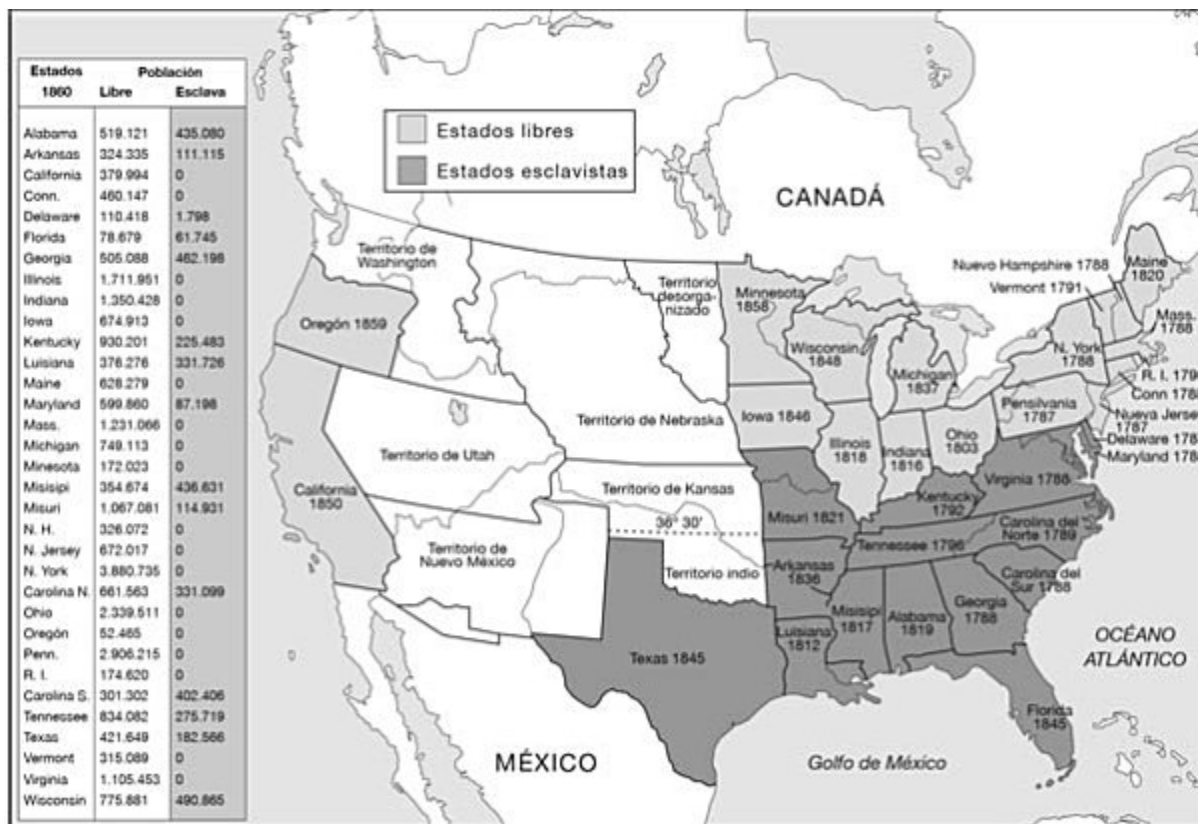 Estados Población
1860 Libre Esclava
Alabama 519.121 435.080
Arkansas 324.335 111.115
California 379.994 0
Conn. 460.147 0
Delaware 110.418 1.798
Florida 78.679 61.745
Georgia 505.088 462.198
Illinois 1.711.951 0
Indiana 1.350.428 0
Iowa 674.913 0
Kentucky 930.201 225.483
Luisiana 376.276 331.726
Maine 628.279 0
Maryland 599.860 87.198
Mass. 1.231.066 0
Michigan 749.113 0
Minesota 172.023 0
Misisipi 354.674 436.631
Misuri 1.067.081 114.931
N. H. 326.072 0
N. Jersey 672.017 0
N. York 3.880.735 0
Carolina N. 661.563 331.099
Ohio 2.339.511 0
Oregón 52.465 0
Penn. 2.906.215 0
R. I. 174.620 0
Carolina S. 301.302 402.406
Tennessee 834.082 275.719
Texas 421.649 182.566
Vermont 315.089 0
Virginia 1.105.453 0
Wisconsin 775.881 490.865
Estados libres
Estados esclavistas
CANADÁ
Territorio de
Washington
Territorio
desorga-
nizado
Minnesota
1858
Nuevo Hampshire 1788
Vermont 1791
Maine
1820
Mass.
1788
Oregón 1859
Wisconsin
1848
Michigan
1837
N. York
1788
R. I.
Conn
Pensilvania
1787
Nueva Jersey
1787
Delaware
Maryland
Territorio de Nebraska
Iowa 1846
Illinois
1818
Indiana
1816
Ohio
1803
Territorio de Utah
California
1850
Territorio de Kansas
36° 30'
Misuri 1821
Kentucky
1792
Virginia 1788
Carolina del
Norte 1789
Territorio de
Nuevo México
Territorio indio
Tennessee 1796
Arkansas
1836
Carolina del
Sur 1788
Misisipi
1817
Alabama
1819
Georgia
1788
Texas 1845
Luisiana
1812
Florida
1845
OCÉANO
ATLÁNTICO
MÉXICO
Golfo de México